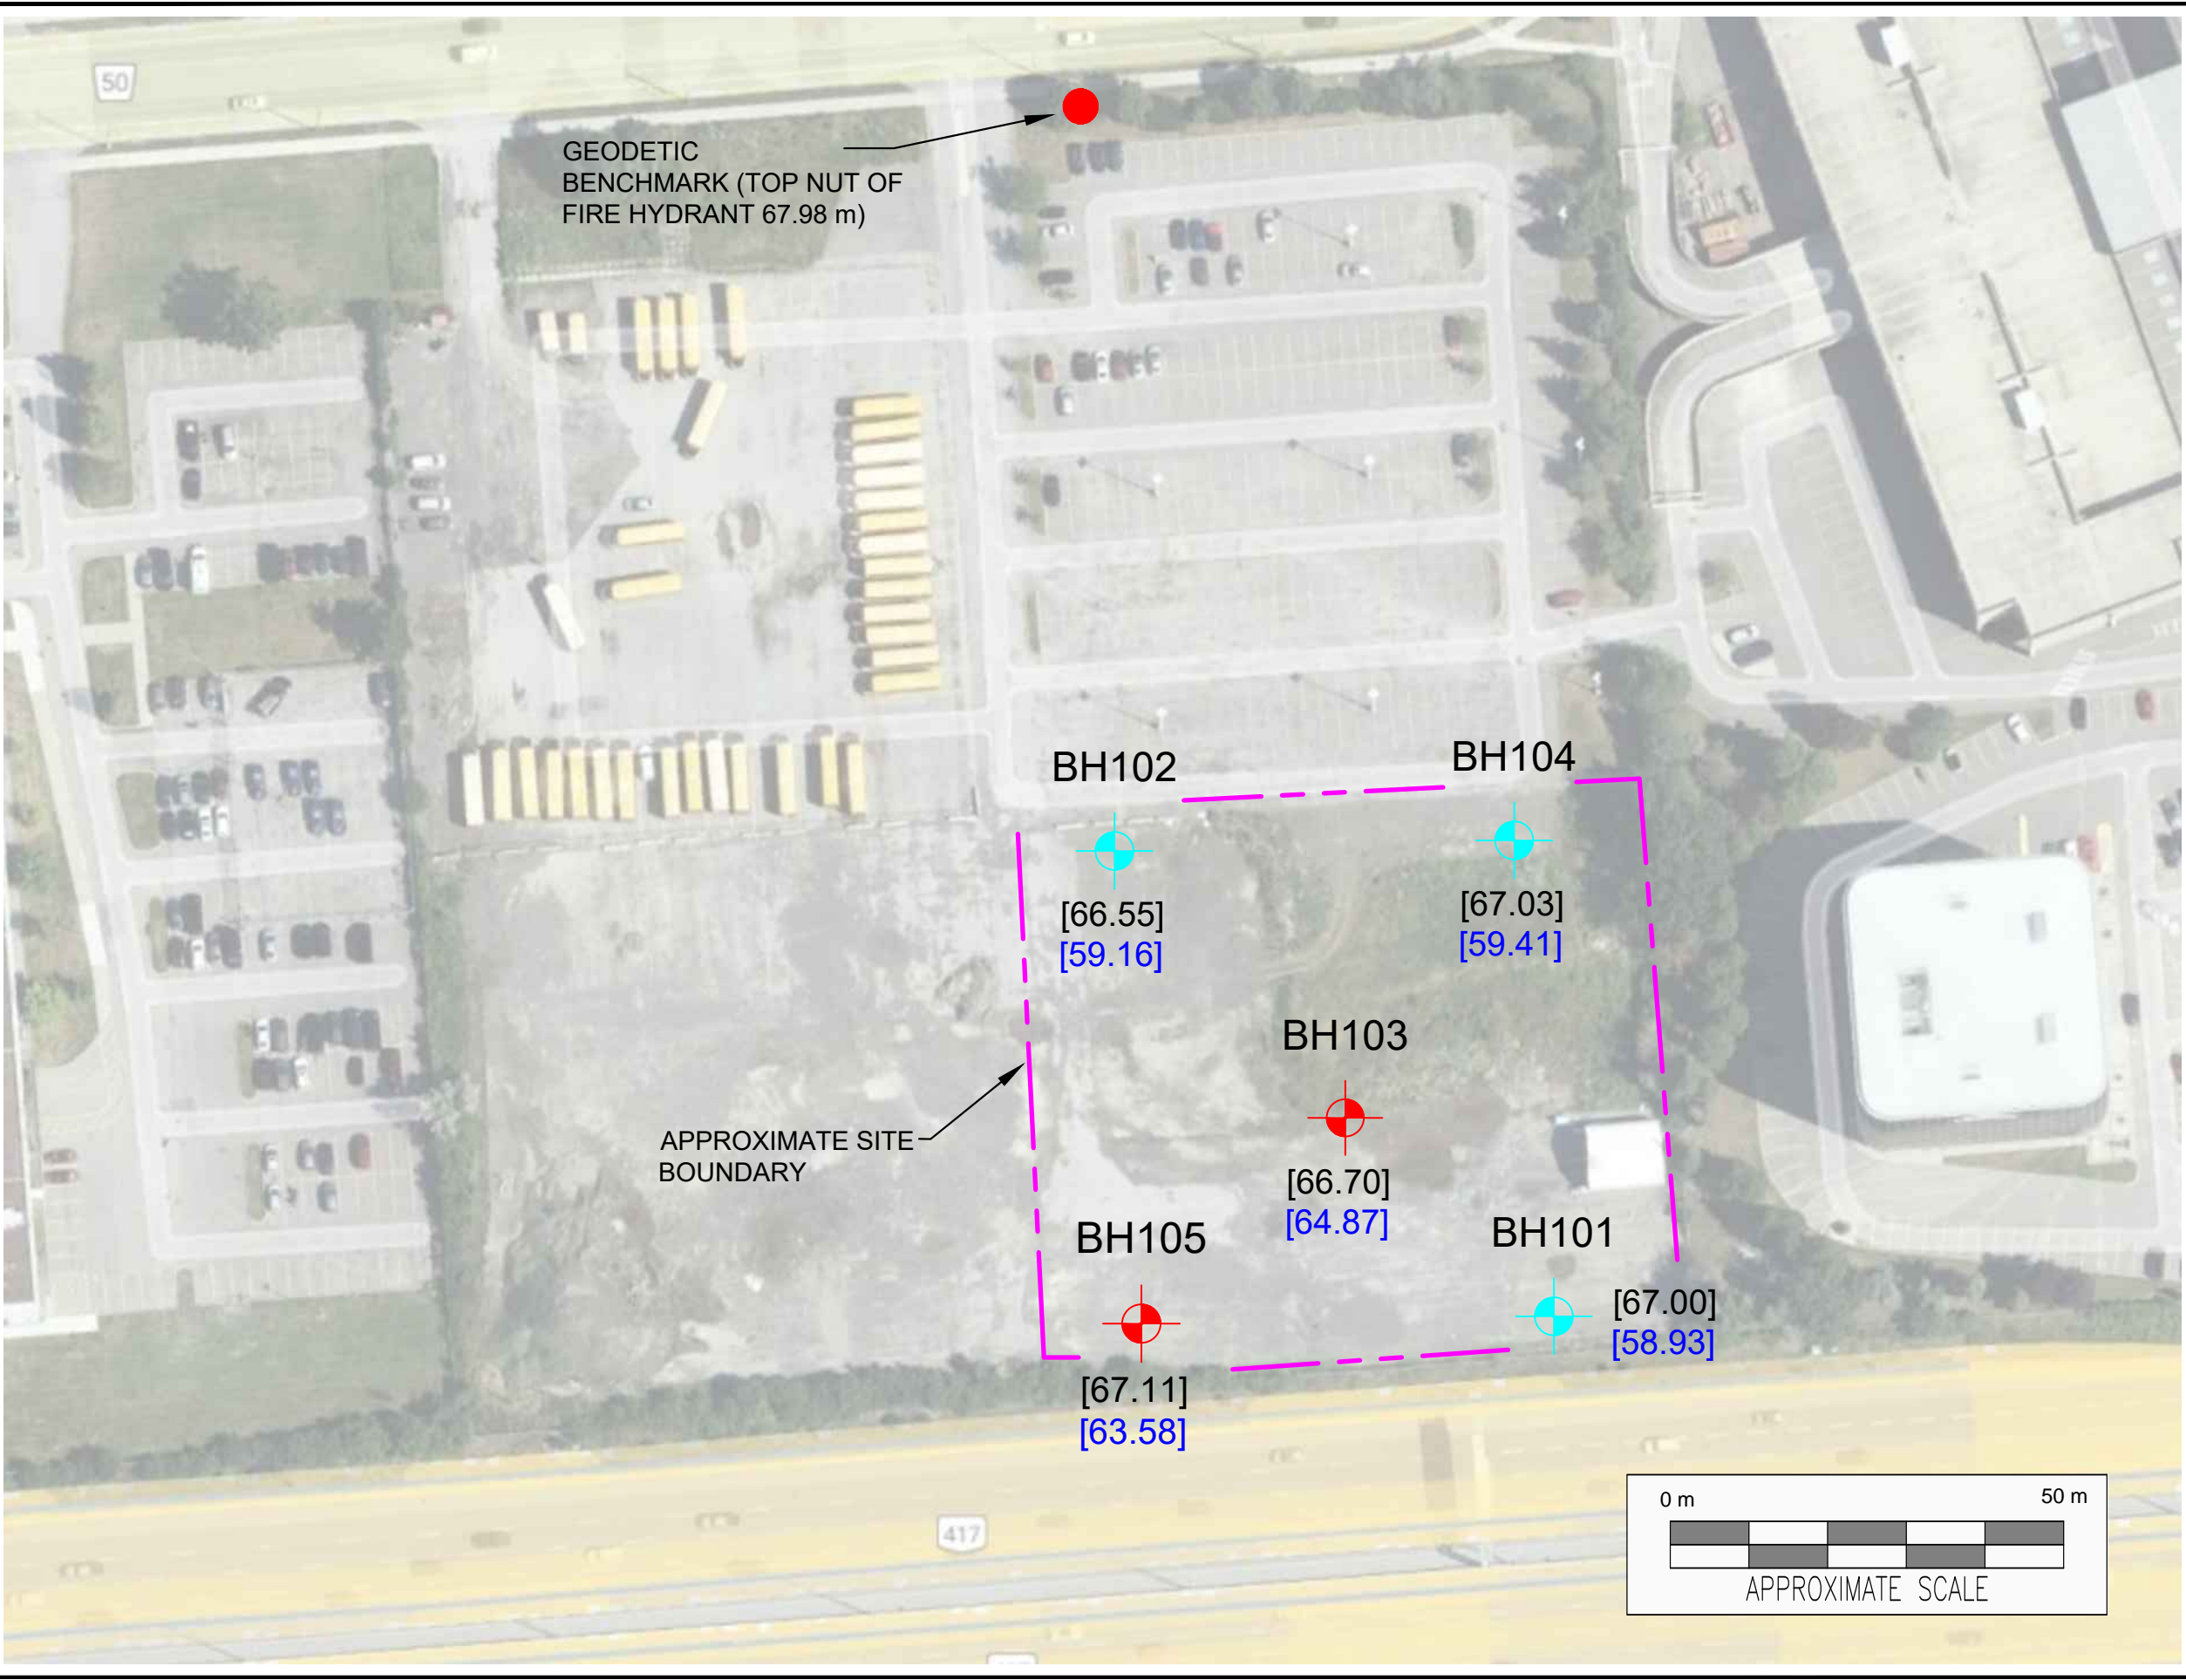 50
GEODETIC
BENCHMARK (TOP NUT OF
FIRE HYDRANT 67.98 m)
BH102
BH104
[66.55]
[59.16]
[67.03]
[59.41]
BH103
APPROXIMATE SITE
BOUNDARY
[66.70]
[64.87]
BH105
BH101
[67.00]
[58.93]
[67.11]
[63.58]
0 m
50 m
417
APPROXIMATE SCALE